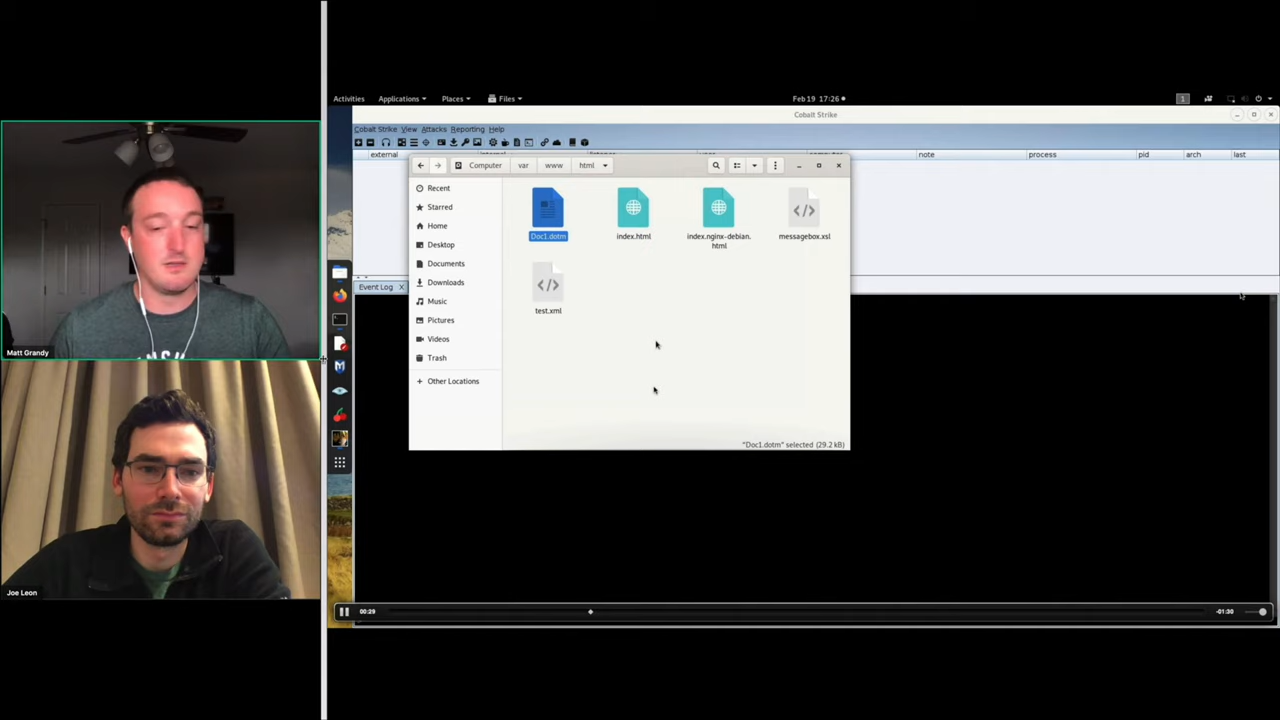 Activities Applications Places Files Feb 19 17:26 1
Cobalt Strike
Cobalt Strike View Attacks Reporting Help
external note process pid arch last
Computer var www html
Recent
Starred
Home
Desktop
Documents
Downloads
Music
Pictures
Videos
Trash
+ Other Locations
Doc1.dotm index.html index.nginx-debian.
html messagebox.xsl
test.xml
"Doc1.dotm" selected (29.2 kB)
Event Log X
Matt Grandy
Joe Leon
00:29 -01:30